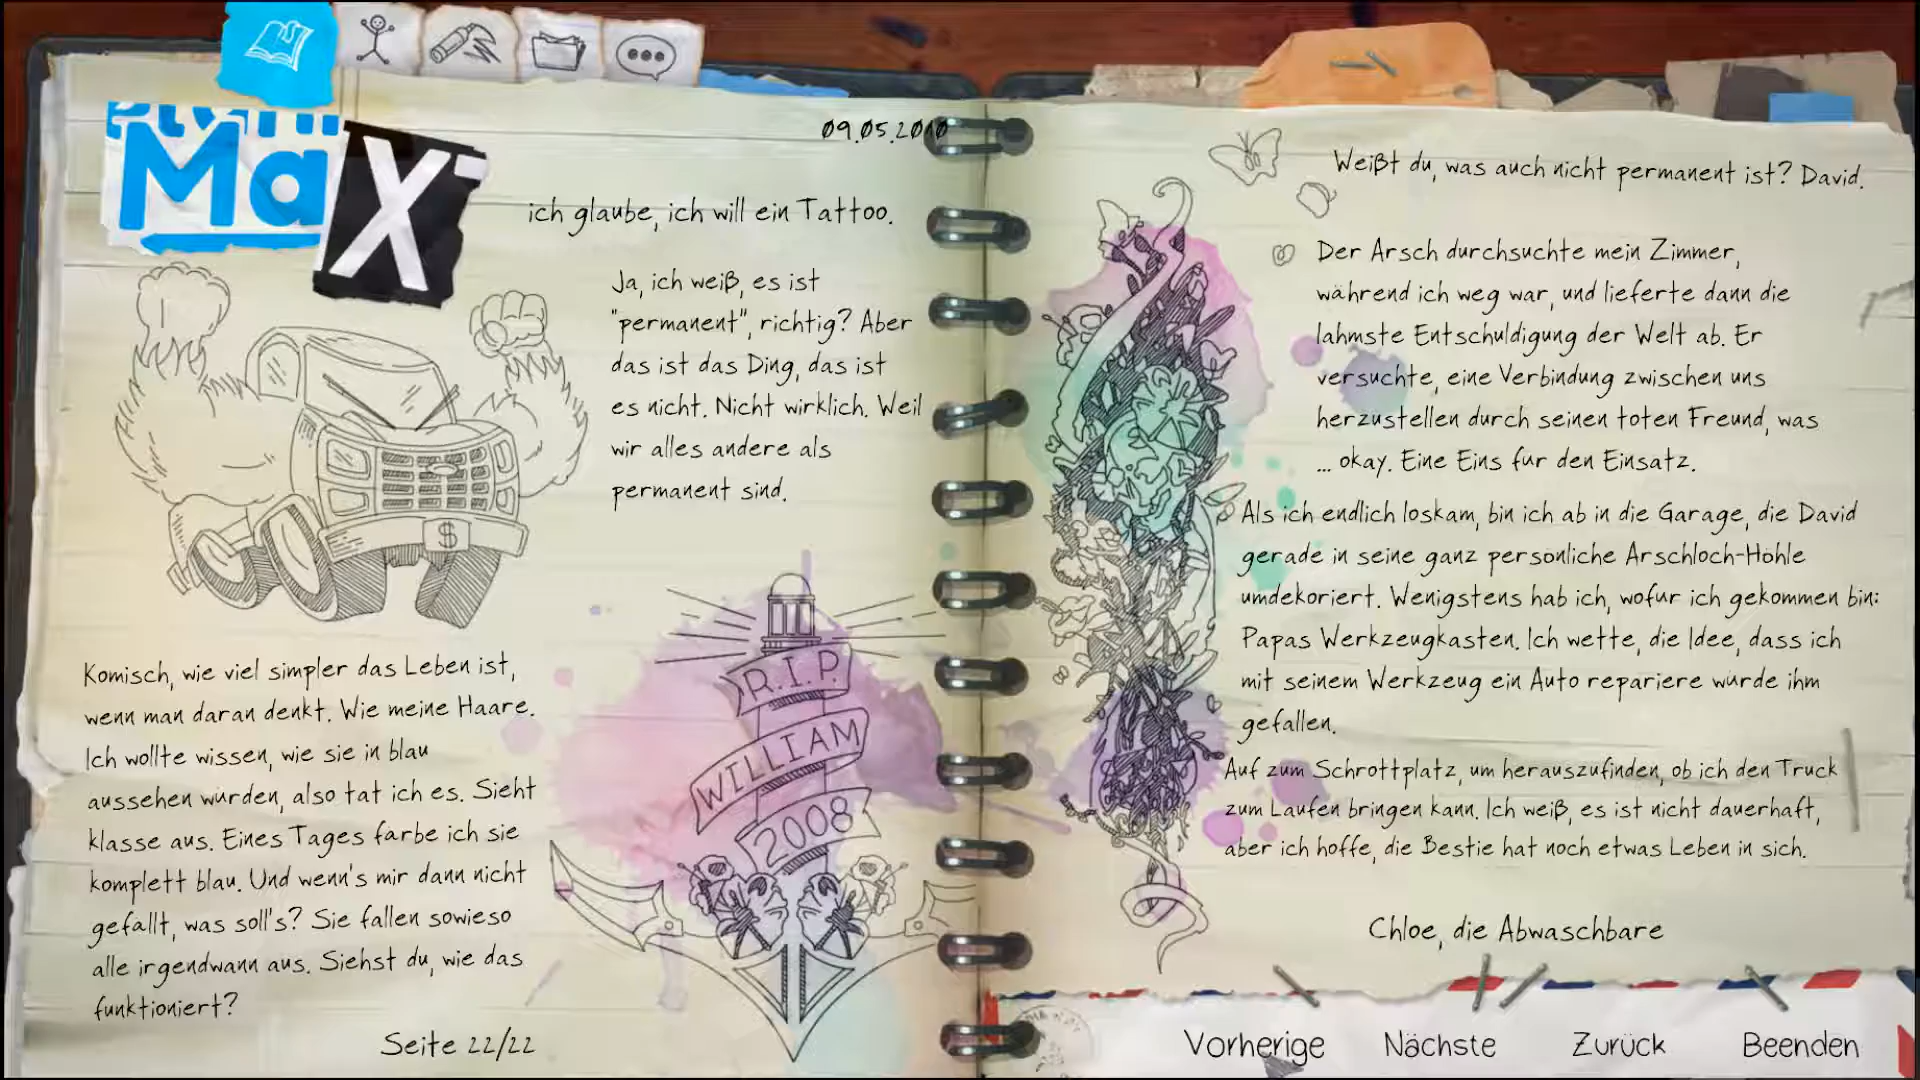 Max
09.05.2010
ich glaube, ich will ein Tattoo.
Ja, ich weiß, es ist
"permanent", richtig? Aber
das ist das Ding, das ist
es nicht. Nicht wirklich. Weil
wir alles andere als
permanent sind.
$
R.I.P.
WILLIAM
2008
Komisch, wie viel simpler das Leben ist,
wenn man daran denkt. Wie meine Haare.
Ich wollte wissen, wie sie in blau
aussehen wurden, also tat ich es. Sieht
klasse aus. Eines Tages farbe ich sie
komplett blau. Und wenn's mir dann nicht
gefallt, was soll's? Sie fallen sowieso
alle irgendwann aus. Siehst du, wie das
funktioniert?
Seite 22/22
Weißt du, was auch nicht permanent ist? David.
Der Arsch durchsuchte mein Zimmer,
während ich weg war, und lieferte dann die
lahmste Entschuldigung der Welt ab. Er
versuchte, eine Verbindung zwischen uns
herzustellen durch seinen toten Freund, was
... okay. Eine Eins fur den Einsatz.
Als ich endlich loskam, bin ich ab in die Garage, die David
gerade in seine ganz personliche Arschloch-Hohle
umdekoriert. Wenigstens hab ich, wofur ich gekommen bin:
Papas Werkzeugkasten. Ich wette, die Idee, dass ich
mit seinem Werkzeug ein Auto repariere wurde ihm
gefallen.
Auf zum Schrottplatz, um herauszufinden, ob ich den Truck
zum Laufen bringen kann. Ich weiß, es ist nicht dauerhaft,
aber ich hoffe, die Bestie hat noch etwas Leben in sich.
Chloe, die Abwaschbare
Vorherige Nächste Zurück Beenden